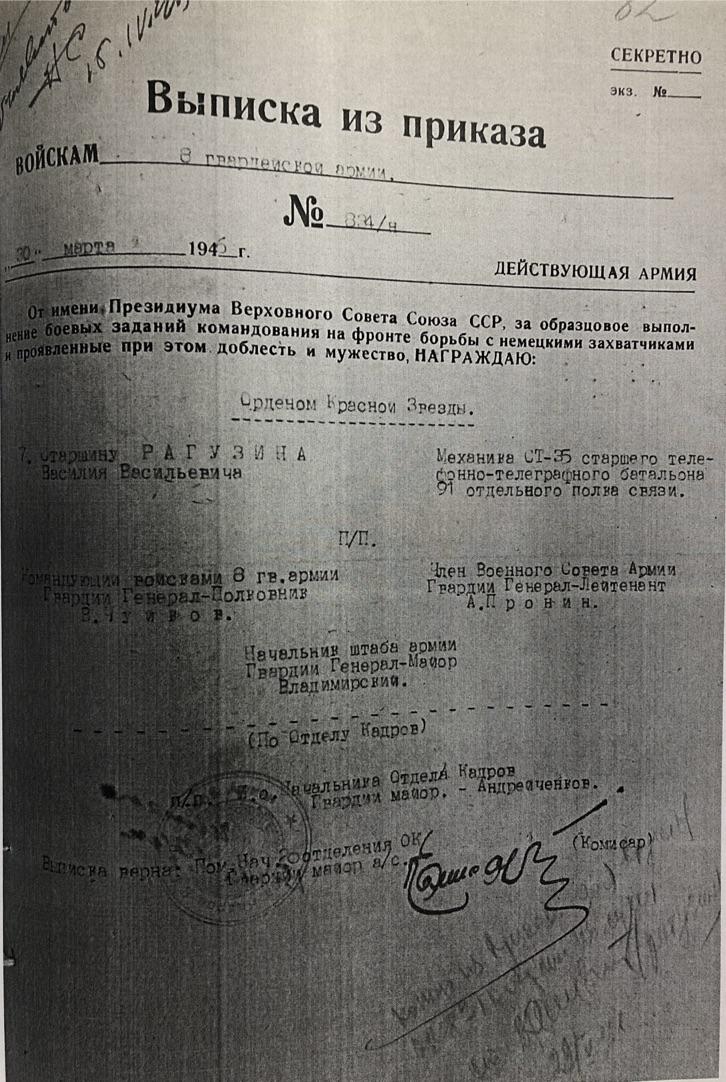 СЕКРЕТНО
экз. №
Выписка из приказа
ВОЙСКАМ 8 гвардейской армии.
№ 834/н
"30" марта 1945 г.
ДЕЙСТВУЮЩАЯ АРМИЯ
От имени Президиума Верховного Совета Союза ССР, за образцовое выпол-
нение боевых заданий командования на фронте борьбы с немецкими захватчиками
и проявленные при этом доблесть и мужество, НАГРАЖДАЮ:
Орденом Красной Звезды.
7. Старшину РАГУЗИНА
Василия Васильевича
Механика СТ-35 старшего теле-
фонно-телеграфного батальона
91 отдельного полка связи.
П/П.
Командующий войсками 8 гв.армии
Гвардии Генерал-Полковник
В.Чуйков.
Член Военного Совета Армии
Гвардии Генерал-Лейтенант
А.Пронин.
Начальник штаба армии
Гвардии Генерал-Майор
Владимирский.
(По Отделу Кадров)
п/п. И.о. Начальника Отдела Кадров
Гвардии майор. - Андрейченков.
Выписка верна: Пом.Нач. 2 отделения ОК
Гвардии майор а/с.
(Комисар)